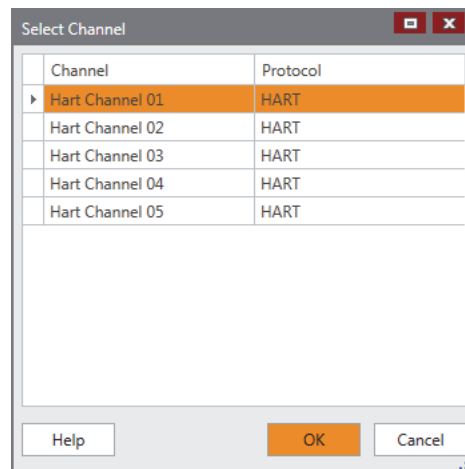 Select Channel
Channel Protocol
Hart Channel 01 HART
Hart Channel 02 HART
Hart Channel 03 HART
Hart Channel 04 HART
Hart Channel 05 HART
Help OK Cancel